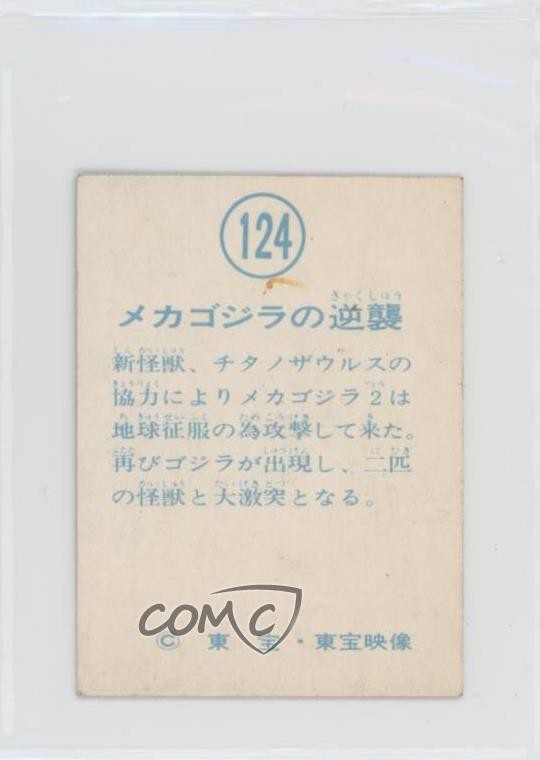 124
メカゴジラの逆襲
新怪獣、チタノザウルスの
協力によりメカゴジラ2は
地球征服の為攻撃して来た。
再びゴジラが出現し、二匹
の怪獣と大激突となる。
COMC
© 東宝・東宝映像